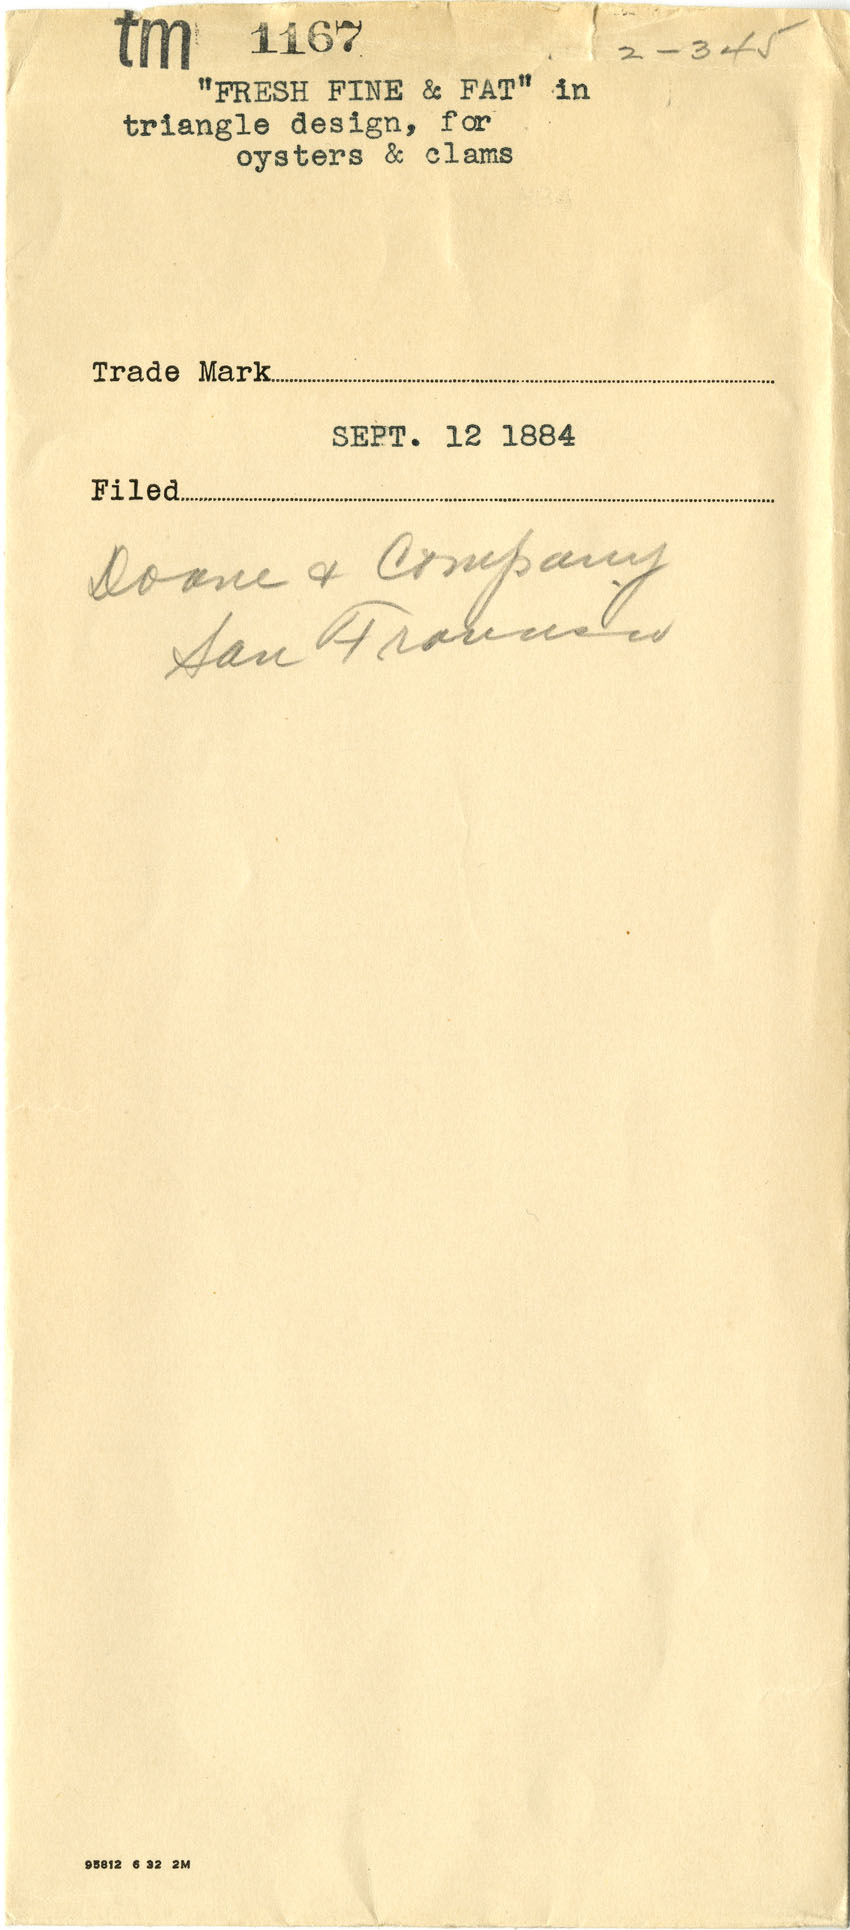 tm 1167 2-345
"FRESH FINE & FAT" in
triangle design, for
oysters & clams
Trade Mark
SEPT. 12 1884
Filed
Doane & Company
San Francisco
95812 6 32 2M